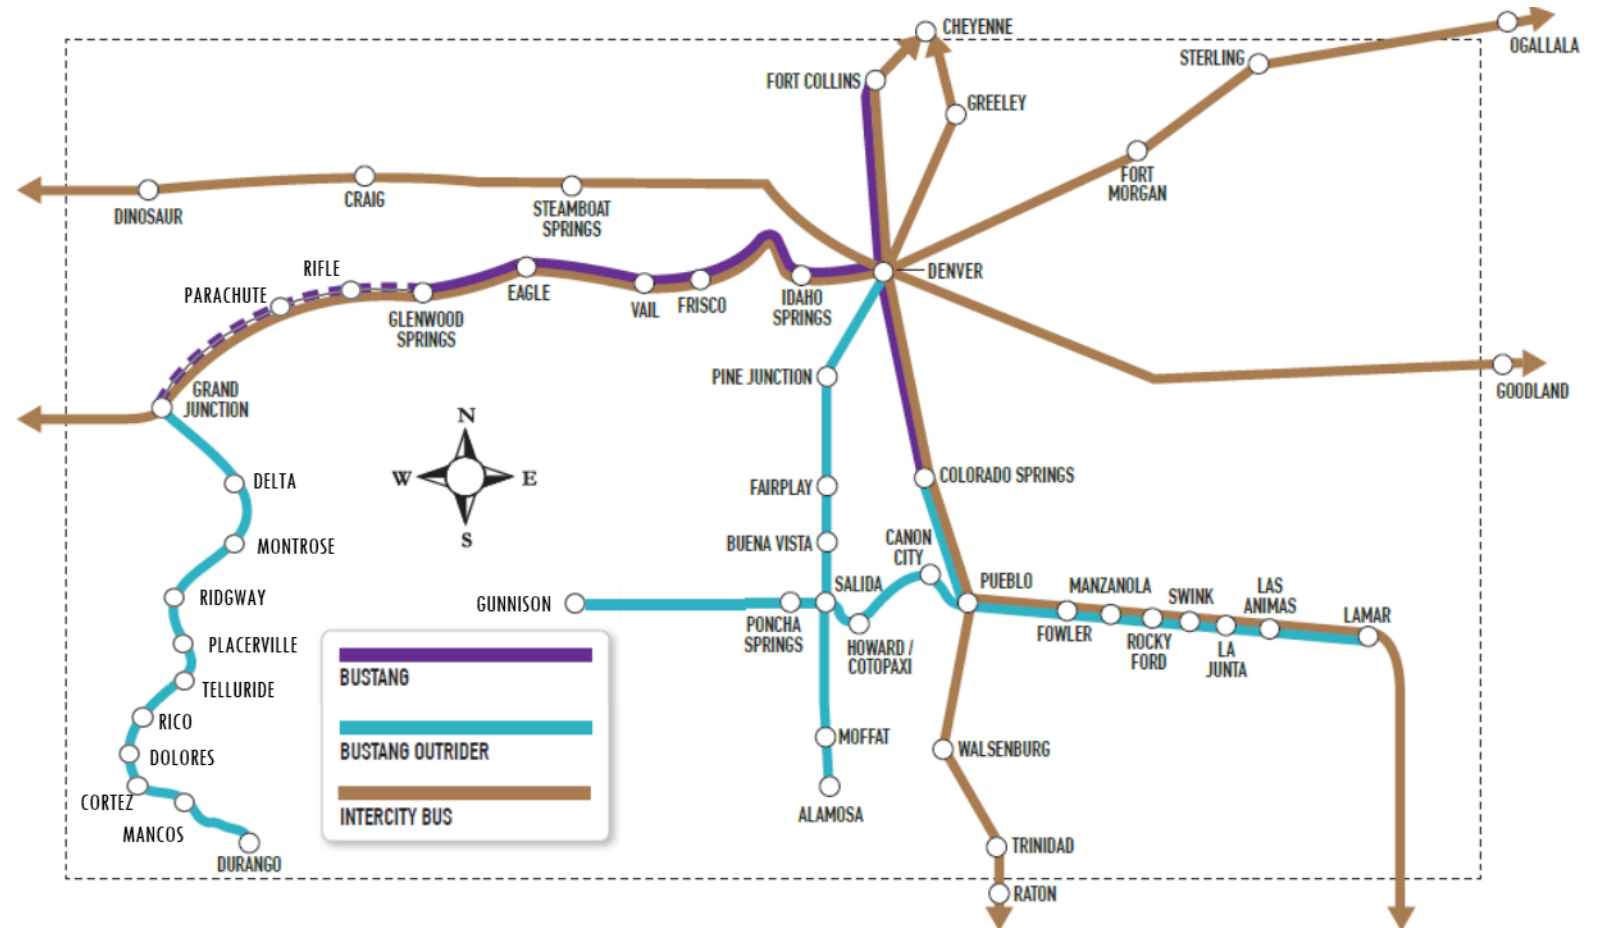 CHEYENNE
OGALLALA
STERLING
FORT COLLINS
GREELEY
FORT
MORGAN
CRAIG
DINOSAUR
STEAMBOAT
SPRINGS
RIFLE
DENVER
PARACHUTE
EAGLE
VAIL
FRISCO
IDAHO
SPRINGS
GLENWOOD
SPRINGS
PINE JUNCTION
GRAND
JUNCTION
GOODLAND
N
W
E
S
DELTA
COLORADO SPRINGS
FAIRPLAY
MONTROSE
BUENA VISTA
CANON
CITY
RIDGWAY
GUNNISON
SALIDA
PUEBLO
MANZANOLA
SWINK
LAS
ANIMAS
LAMAR
PONCHA
SPRINGS
HOWARD /
COTOPAXI
FOWLER
ROCKY
FORD
LA
JUNTA
PLACERVILLE
TELLURIDE
RICO
DOLORES
CORTEZ
MANCOS
DURANGO
BUSTANG
BUSTANG OUTRIDER
INTERCITY BUS
MOFFAT
WALSENBURG
ALAMOSA
TRINIDAD
RATON